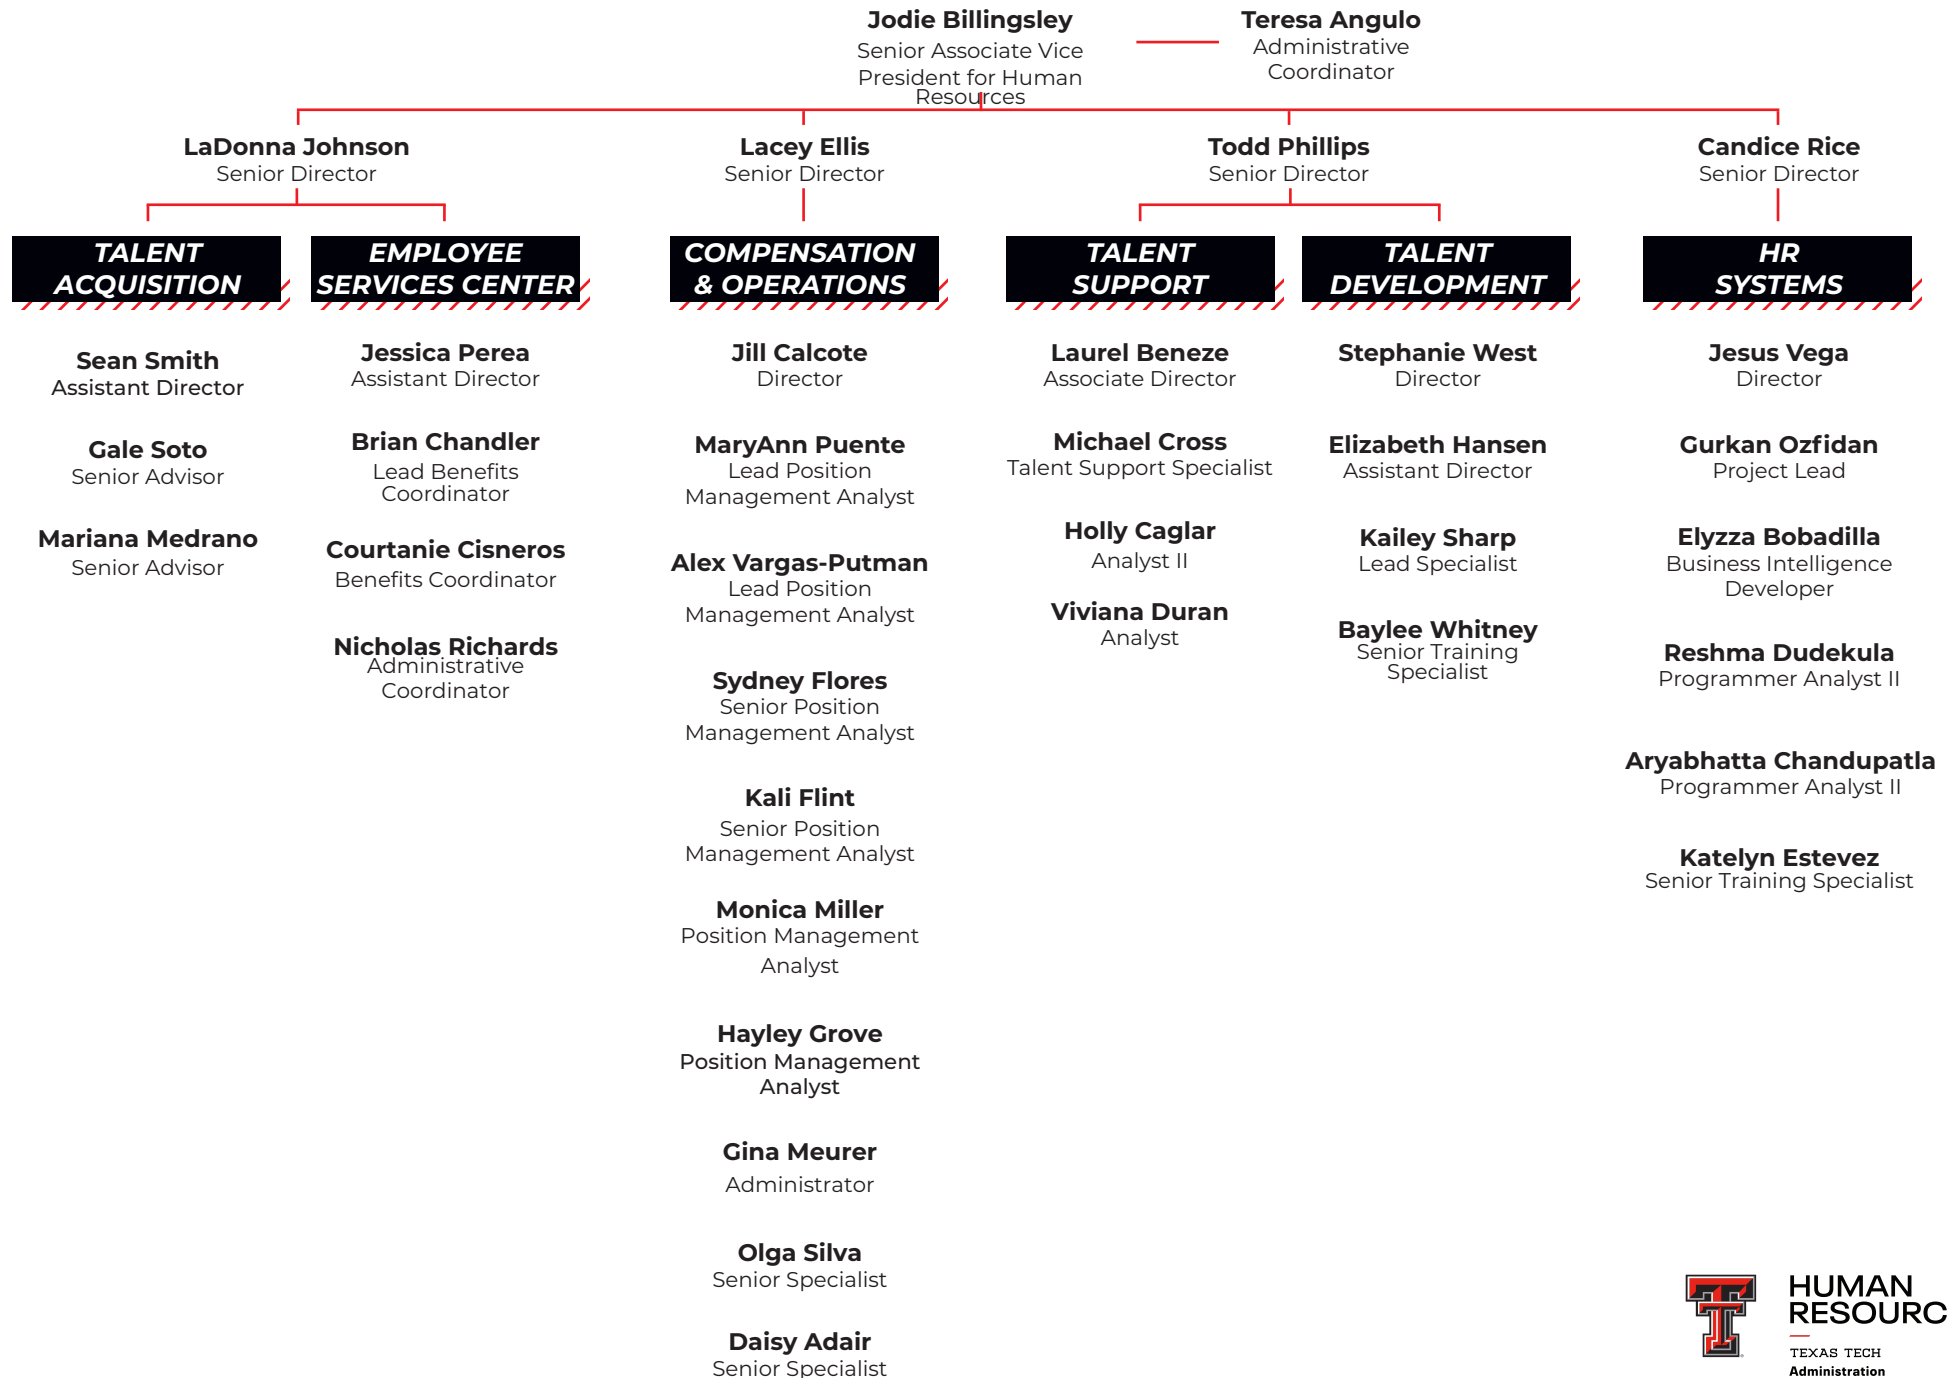 Jodie Billingsley
Senior Associate Vice
President for Human
Resources
Teresa Angulo
Administrative
Coordinator
LaDonna Johnson
Senior Director
Lacey Ellis
Senior Director
Todd Phillips
Senior Director
Candice Rice
Senior Director
TALENT
ACQUISITION
Sean Smith
Assistant Director
Gale Soto
Senior Advisor
Mariana Medrano
Senior Advisor
EMPLOYEE
SERVICES CENTER
Jessica Perea
Assistant Director
Brian Chandler
Lead Benefits
Coordinator
Courtanie Cisneros
Benefits Coordinator
Nicholas Richards
Administrative
Coordinator
COMPENSATION
& OPERATIONS
Jill Calcote
Director
MaryAnn Puente
Lead Position
Management Analyst
Alex Vargas-Putman
Lead Position
Management Analyst
Sydney Flores
Senior Position
Management Analyst
Kali Flint
Senior Position
Management Analyst
Monica Miller
Position Management
Analyst
Hayley Grove
Position Management
Analyst
Gina Meurer
Administrator
Olga Silva
Senior Specialist
Daisy Adair
Senior Specialist
TALENT
SUPPORT
Laurel Beneze
Associate Director
Michael Cross
Talent Support Specialist
Holly Caglar
Analyst II
Viviana Duran
Analyst
TALENT
DEVELOPMENT
Stephanie West
Director
Elizabeth Hansen
Assistant Director
Kailey Sharp
Lead Specialist
Baylee Whitney
Senior Training
Specialist
HR
SYSTEMS
Jesus Vega
Director
Gurkan Ozfidan
Project Lead
Elyzza Bobadilla
Business Intelligence
Developer
Reshma Dudekula
Programmer Analyst II
Aryabhatta Chandupatla
Programmer Analyst II
Katelyn Estevez
Senior Training Specialist
HUMAN
RESOURC
TEXAS TECH
Administration